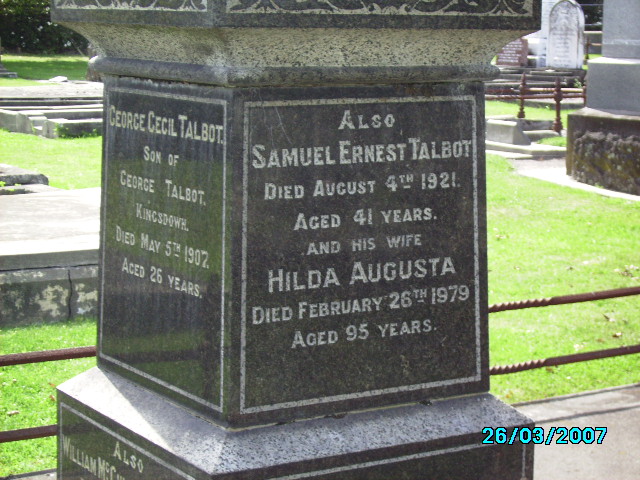 George Cecil Talbot.
Son of
George Talbot.
Kingsdown.
Died May 5th 1907.
Aged 26 years.
Also
Samuel Ernest Talbot
Died August 4th 1921.
Aged 41 years.
and his wife
Hilda Augusta
Died February 26th 1979
Aged 95 years.
Also
William
26/03/2007